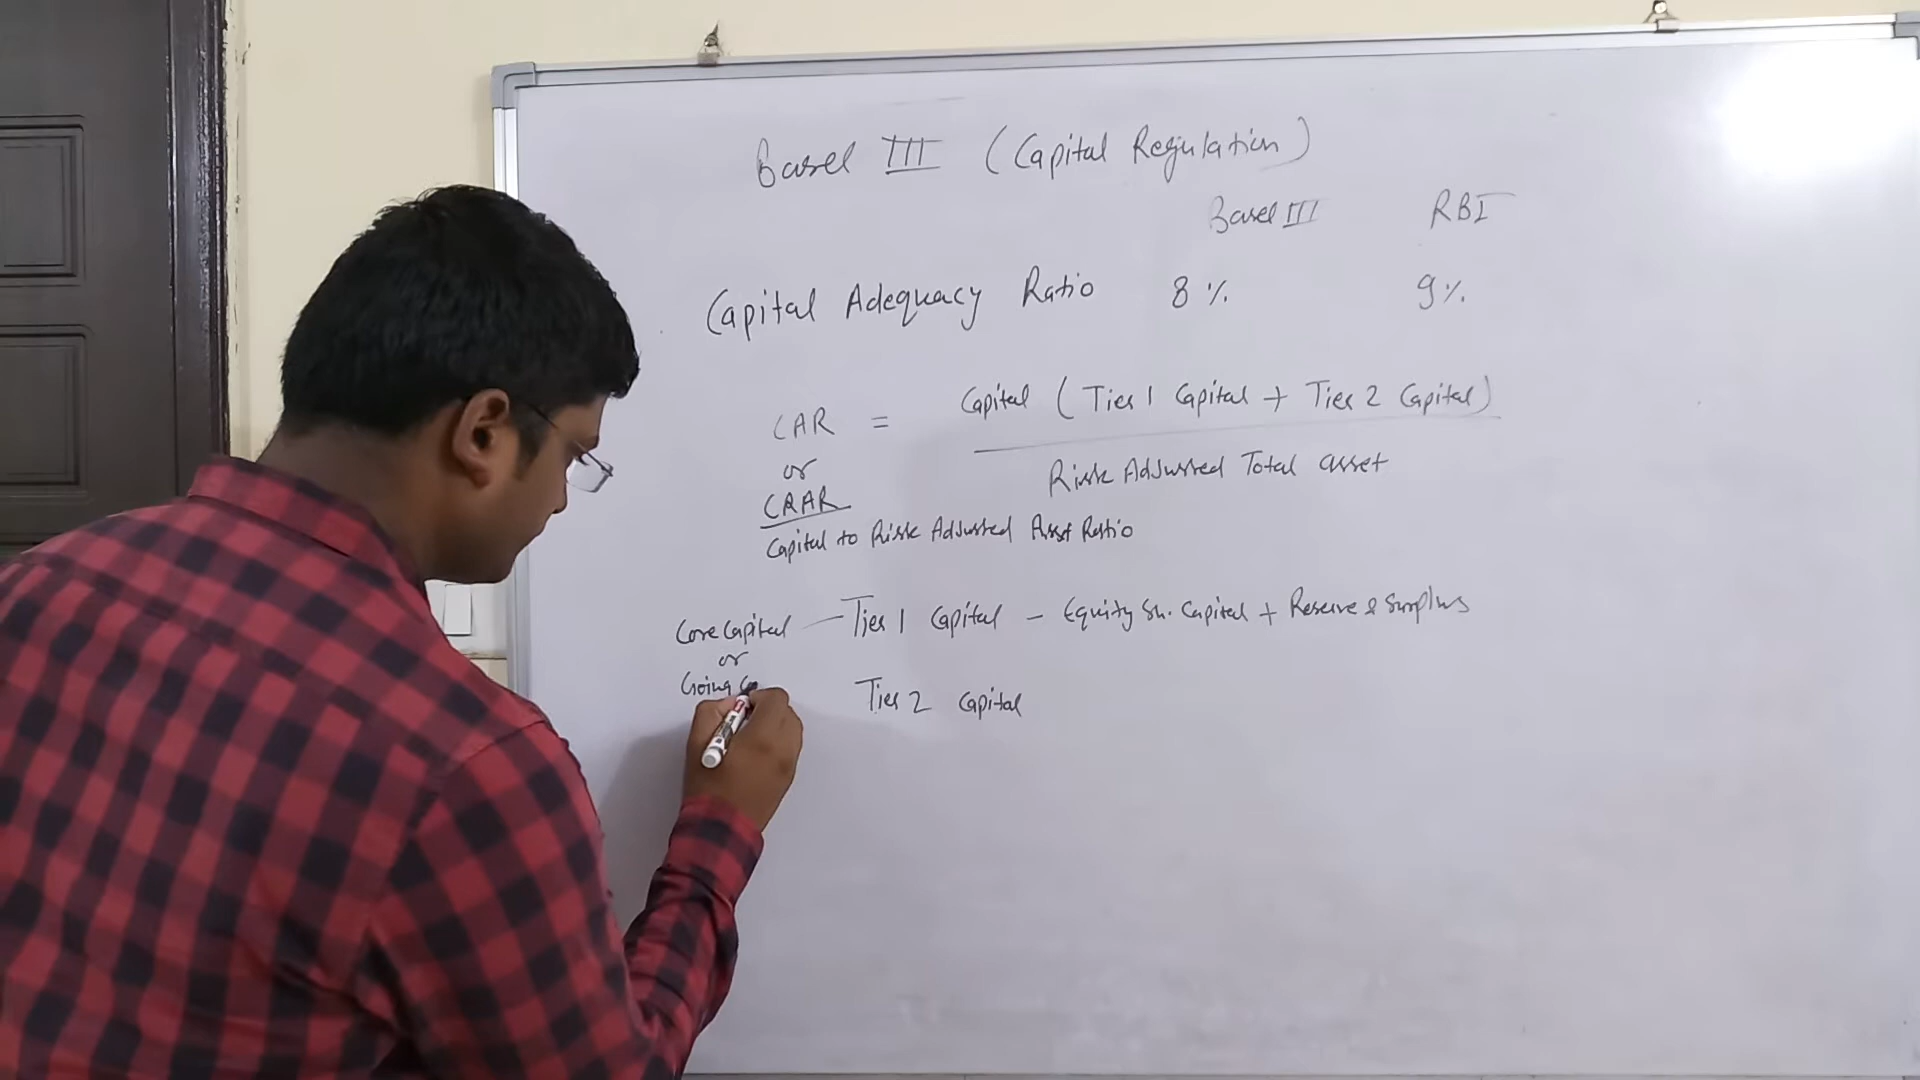 Basel III (Capital Regulation)
Basel III RBI
Capital Adequacy Ratio 8% 9%
Capital (Tier 1 Capital + Tier 2 Capital)
CAR =
Risk Adjusted Total asset
or
CRAR
Capital to Risk Adjusted Asset Ratio
Core Capital — Tier 1 Capital - Equity Sh. Capital + Reserve & Surplus
or
Going
Tier 2 Capital